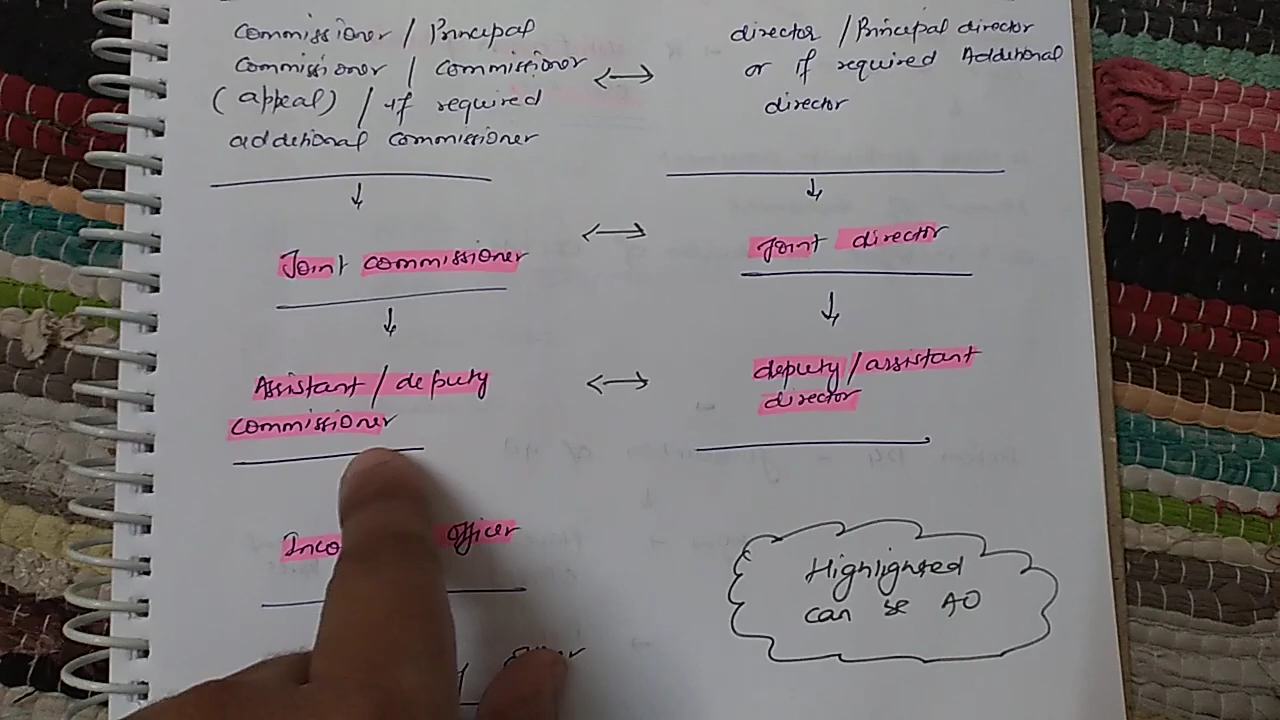 Commissioner / Principal
Commissioner / Commissioner
(appeal) / if required
additional Commissioner
director / Principal director
or if required Additional
director
Joint commissioner
Joint director
Assistant / deputy
commissioner
deputy / assistant
director
Inco officer
Highlighted
can be AO